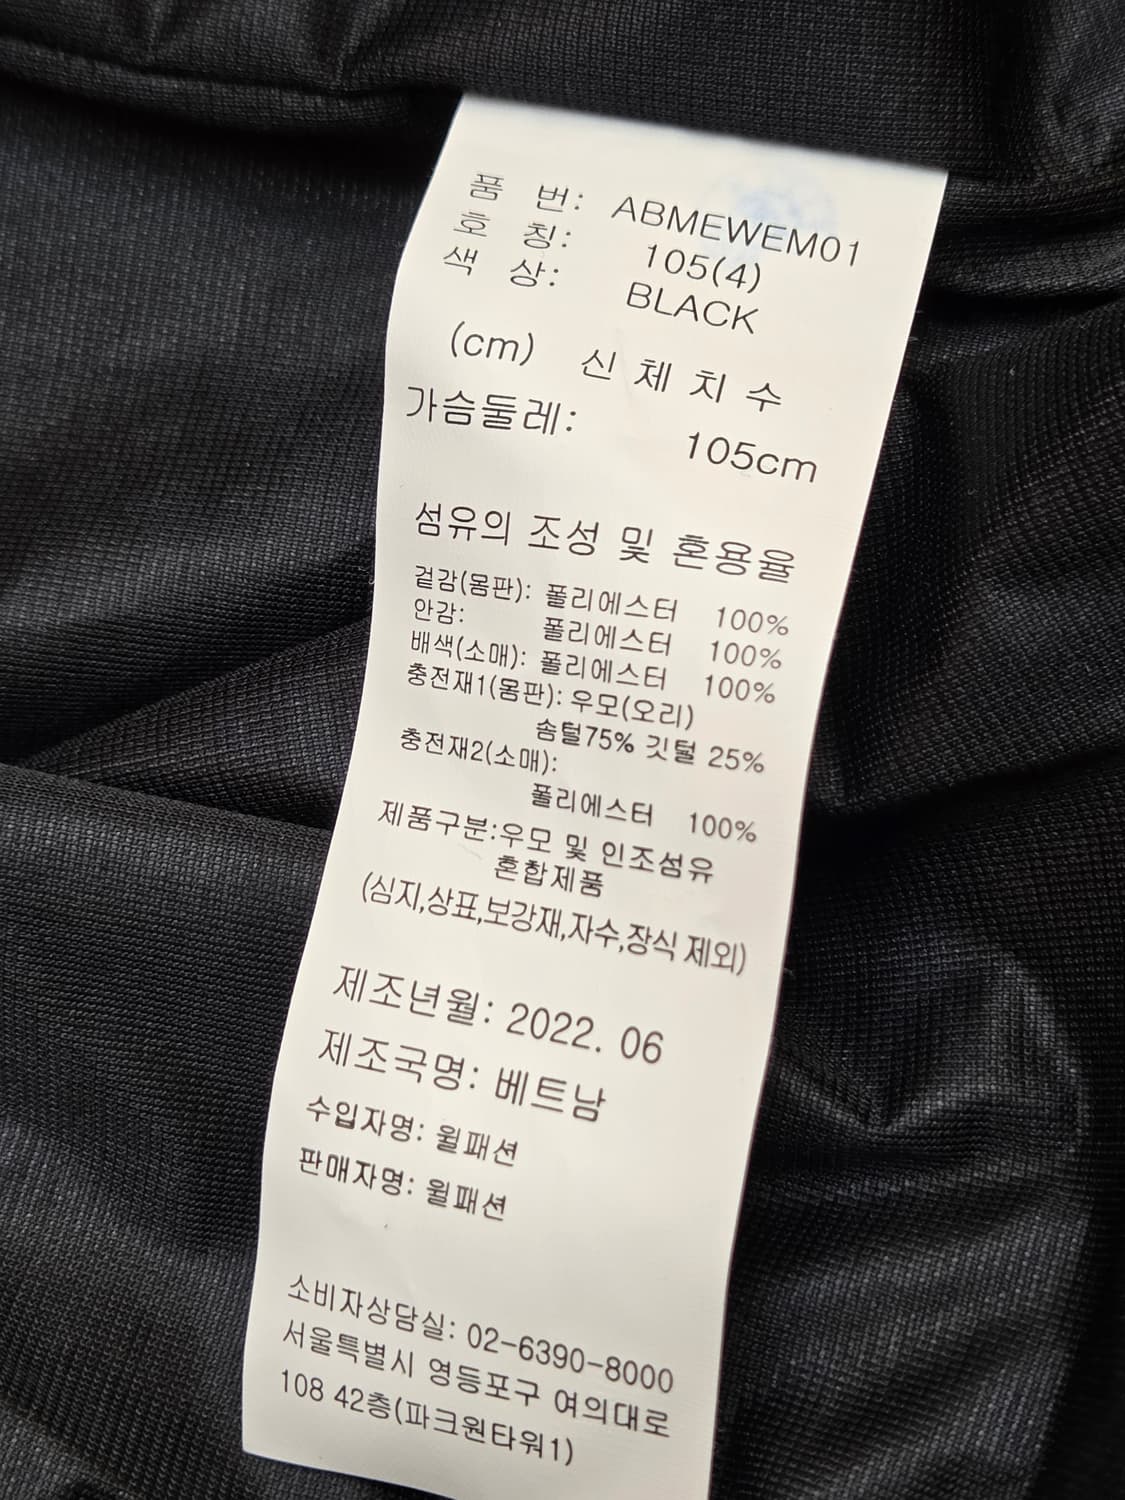 품 번: ABMEWEM01
호 칭: 105(4)
색 상: BLACK
(cm) 신체치수
가슴둘레: 105cm
섬유의 조성 및 혼용율
겉감(몸판): 폴리에스터 100%
안감: 폴리에스터 100%
배색(소매): 폴리에스터 100%
충전재1(몸판): 우모(오리)
솜털75% 깃털 25%
충전재2(소매):
폴리에스터 100%
제품구분:우모 및 인조섬유
혼합제품
(심지,상표,보강재,자수,장식 제외)
제조년월: 2022. 06
제조국명: 베트남
수입자명: 월패션
판매자명: 월패션
소비자상담실: 02-6390-8000
서울특별시 영등포구 여의대로
108 42층(파크원타워1)